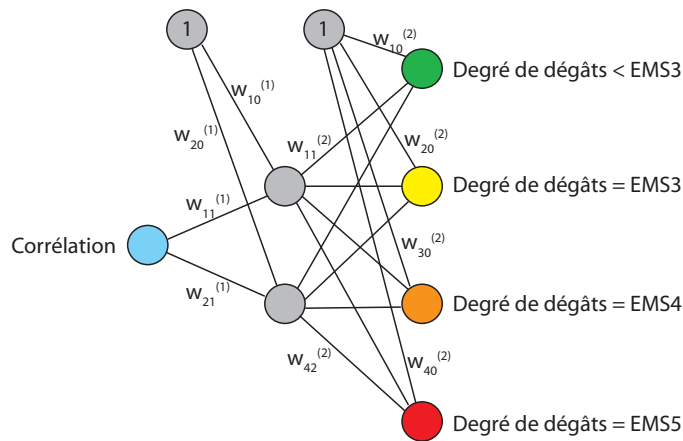 1
1
w10(2)
Degré de dégâts < EMS3
w10(1)
w20(1)
w11(2)
w20(2)
Degré de dégâts = EMS3
w11(1)
Corrélation
w30(2)
w21(1)
Degré de dégâts = EMS4
w42(2)
w40(2)
Degré de dégâts = EMS5